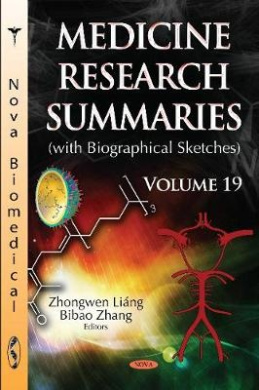 Nova Biomedical
MEDICINE
RESEARCH
SUMMARIES
(with Biographical Sketches)
VOLUME 19
3
O
Zhongwen Liáng
Bibao Zhang
Editors
NOVA